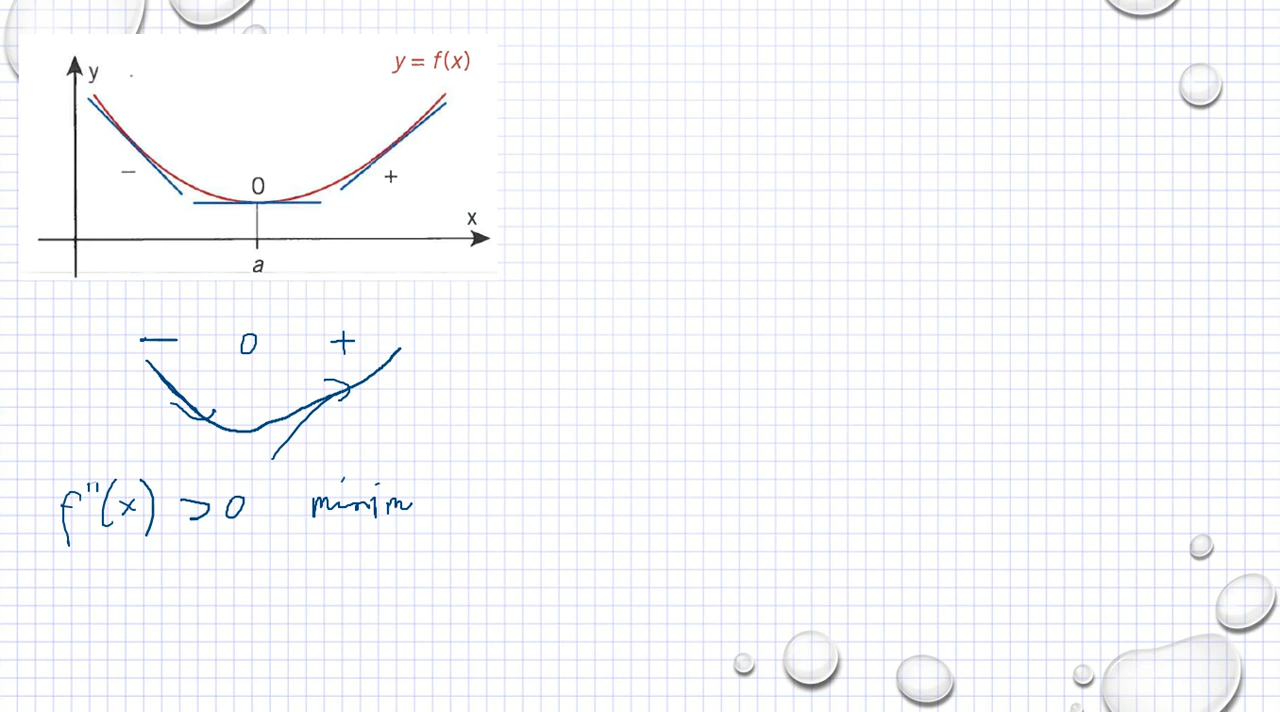 y = f(x)
y
− 0 +
x
a
− 0 +
f"(x) > 0 minim